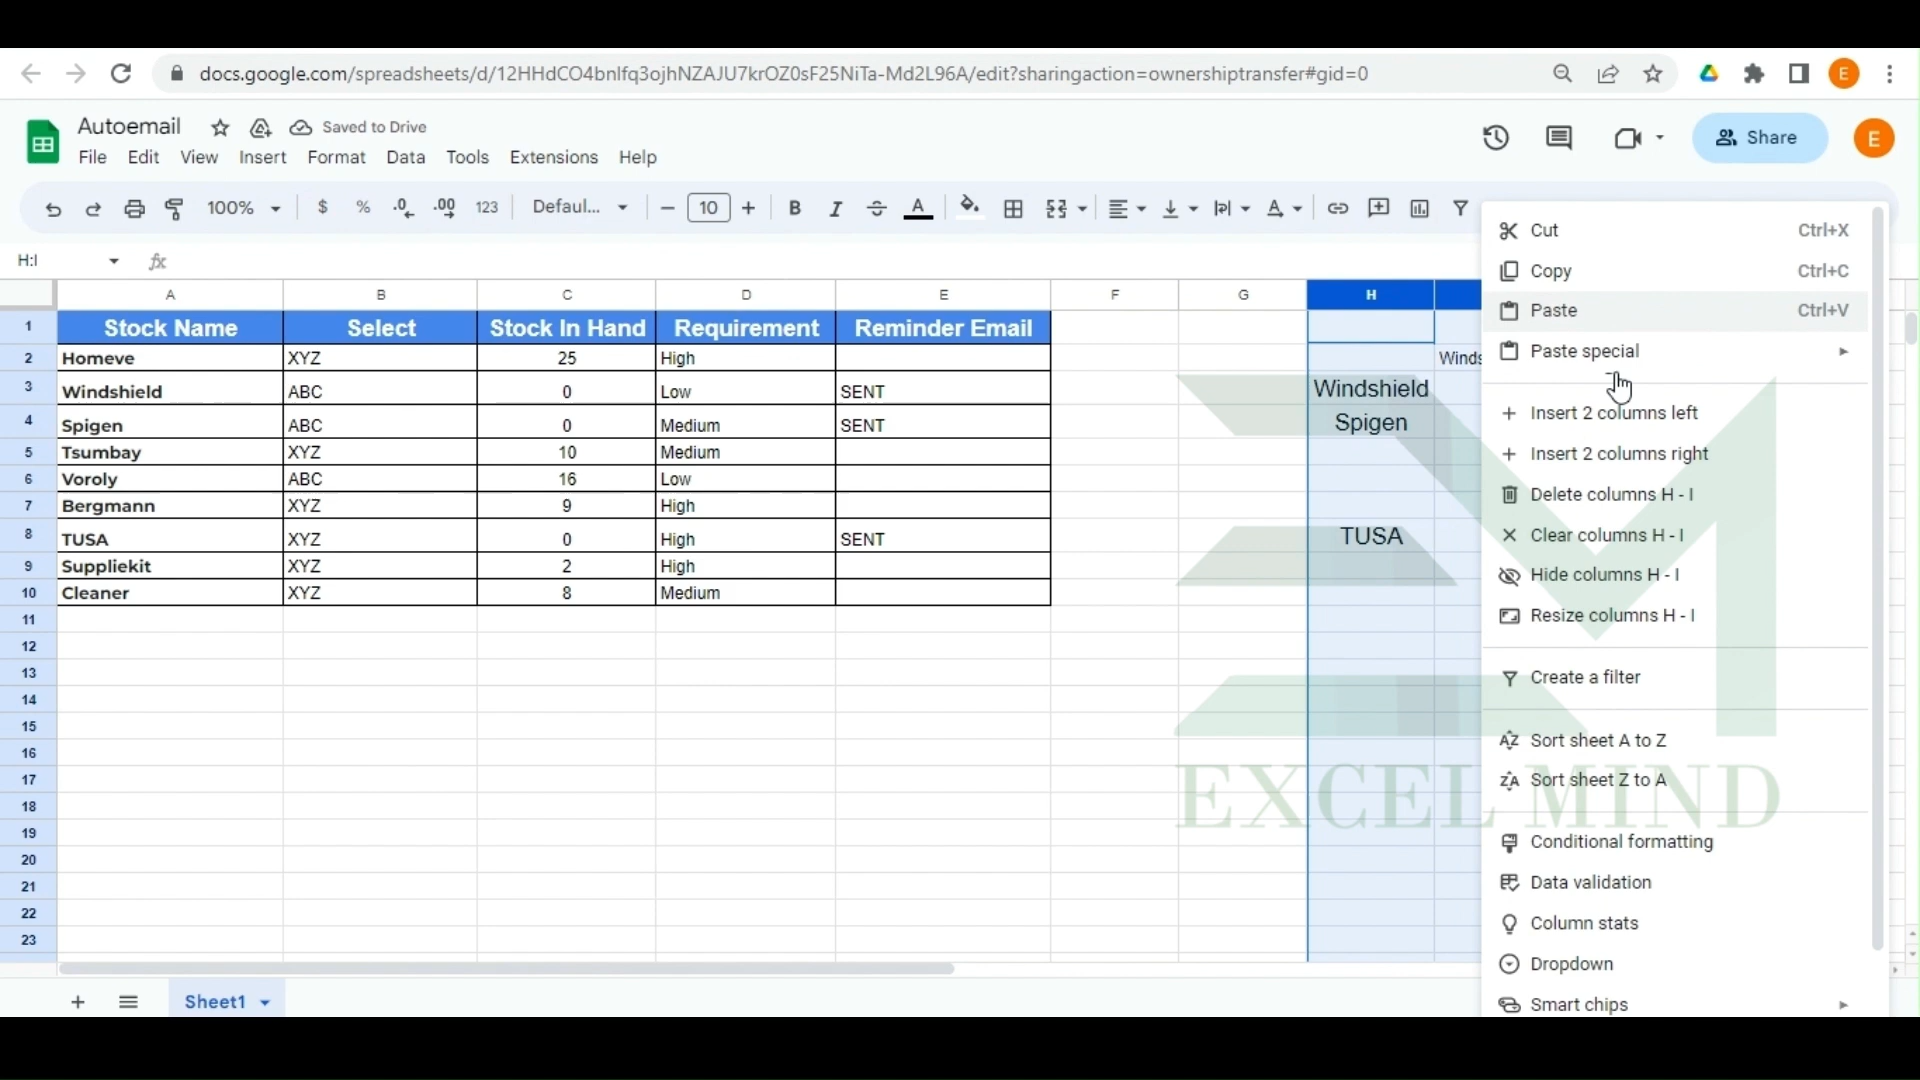 docs.google.com/spreadsheets/d/12HHdCO4bnlfq3ojhNZAJU7krOZ0sF25NiTa-Md2L96A/edit?sharingaction=ownershiptransfer#gid=0
E
Autoemail
Saved to Drive
File Edit View Insert Format Data Tools Extensions Help
Share
E
100% $ % .0 .00 123 Defaul... 10 B I A
H:I fx
A B C D E F G H
1 Stock Name Select Stock In Hand Requirement Reminder Email
2 Homeve XYZ 25 High Winds
3 Windshield ABC 0 Low SENT Windshield
4 Spigen ABC 0 Medium SENT Spigen
5 Tsumbay XYZ 10 Medium
6 Voroly ABC 16 Low
7 Bergmann XYZ 9 High
8 TUSA XYZ 0 High SENT TUSA
9 Suppliekit XYZ 2 High
10 Cleaner XYZ 8 Medium
11
12
13
14
15
16
17
18
19
20
21
22
23
Sheet1
Cut Ctrl+X
Copy Ctrl+C
Paste Ctrl+V
Paste special
Insert 2 columns left
Insert 2 columns right
Delete columns H - I
Clear columns H - I
Hide columns H - I
Resize columns H - I
Create a filter
Sort sheet A to Z
Sort sheet Z to A
Conditional formatting
Data validation
Column stats
Dropdown
Smart chips
EXCEL MIND